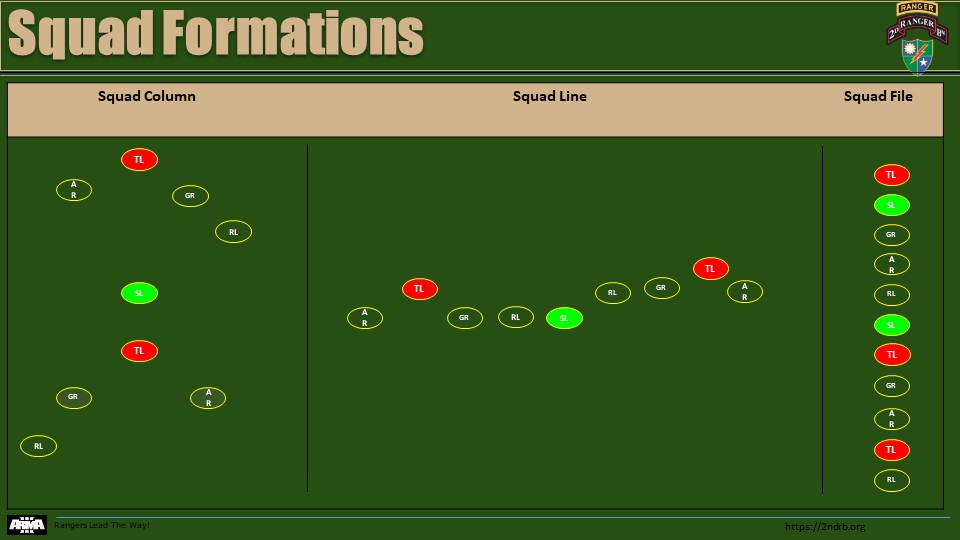 Squad Formations
RANGER
2ND RANGER BN
Squad Column
Squad Line
Squad File
TL
A
R
GR
RL
SL
TL
GR
A
R
RL
A
R
TL
GR
RL
SL
RL
GR
TL
A
R
TL
SL
GR
A
R
RL
SL
TL
GR
A
R
TL
RL
ARMA
III
Rangers Lead The Way!
https://2ndrb.org